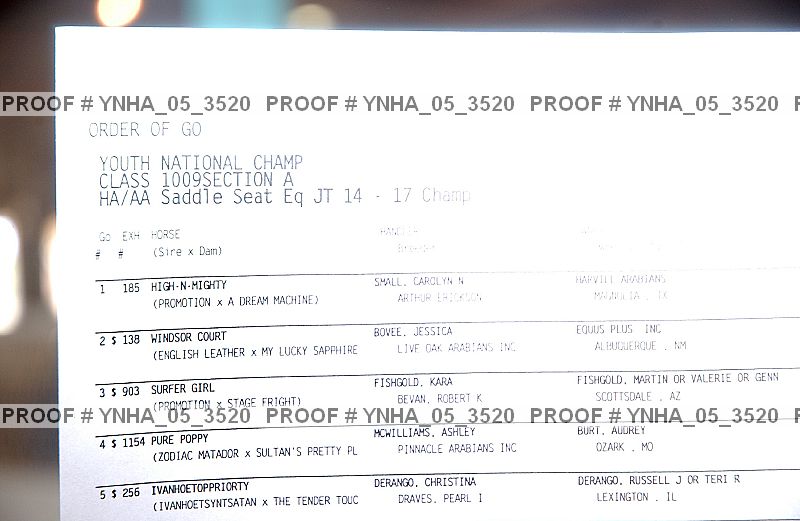 PROOF # YNHA_05_3520 PROOF # YNHA_05_3520 PROOF # YNHA_05_3520
ORDER OF GO
YOUTH NATIONAL CHAMP
CLASS 1009SECTION A
HA/AA Saddle Seat Eq JT 14 - 17 Champ
Go EXH HORSE HANDLER
# # (Sire x Dam) Breeder
1 185 HIGH-N-MIGHTY SMALL, CAROLYN N HARVILL ARABIANS
(PROMOTION x A DREAM MACHINE) ARTHUR ERICKSON MAGNOLIA , TX
2 $ 138 WINDSOR COURT BOVEE, JESSICA EQUUS PLUS INC
(ENGLISH LEATHER x MY LUCKY SAPPHIRE LIVE OAK ARABIANS INC ALBUQUERQUE , NM
3 $ 903 SURFER GIRL FISHGOLD, KARA FISHGOLD, MARTIN OR VALERIE OR GENN
(PROMOTION x STAGE FRIGHT) BEVAN, ROBERT K SCOTTSDALE , AZ
PROOF # YNHA_05_3520 PROOF # YNHA_05_3520 PROOF # YNHA_05_3520
4 $ 1154 PURE POPPY MCWILLIAMS, ASHLEY BURT, AUDREY
(ZODIAC MATADOR x SULTAN'S PRETTY PL PINNACLE ARABIANS INC OZARK , MO
5 $ 256 IVANHOETOPPRIORTY DERANGO, CHRISTINA DERANGO, RUSSELL J OR TERI R
(IVANHOETSYNTSATAN x THE TENDER TOUC DRAVES, PEARL I LEXINGTON , IL